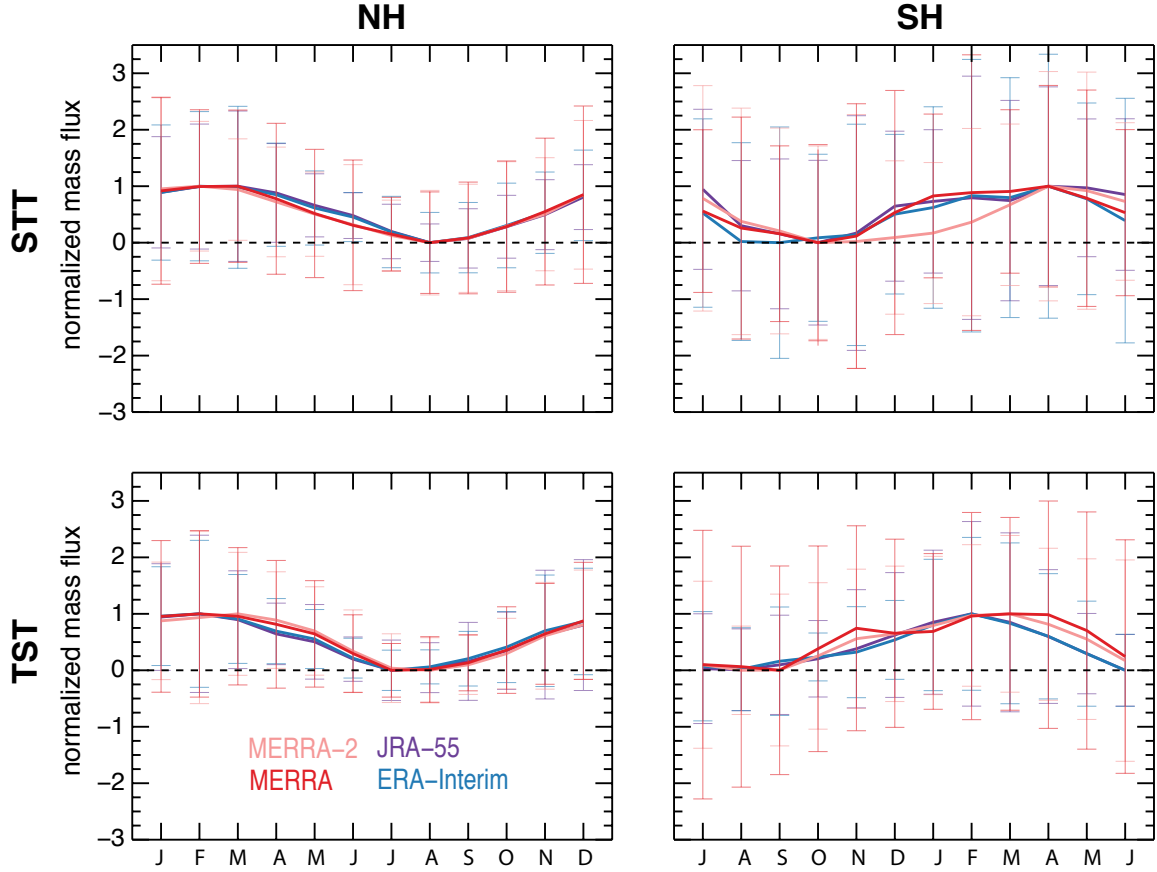 NH SH
STT
normalized mass flux
3
2
1
0
−1
−2
−3
TST
normalized mass flux
3
2
1
0
−1
−2
−3
MERRA−2 JRA−55
MERRA ERA−Interim
J F M A M J J A S O N D
J A S O N D J F M A M J